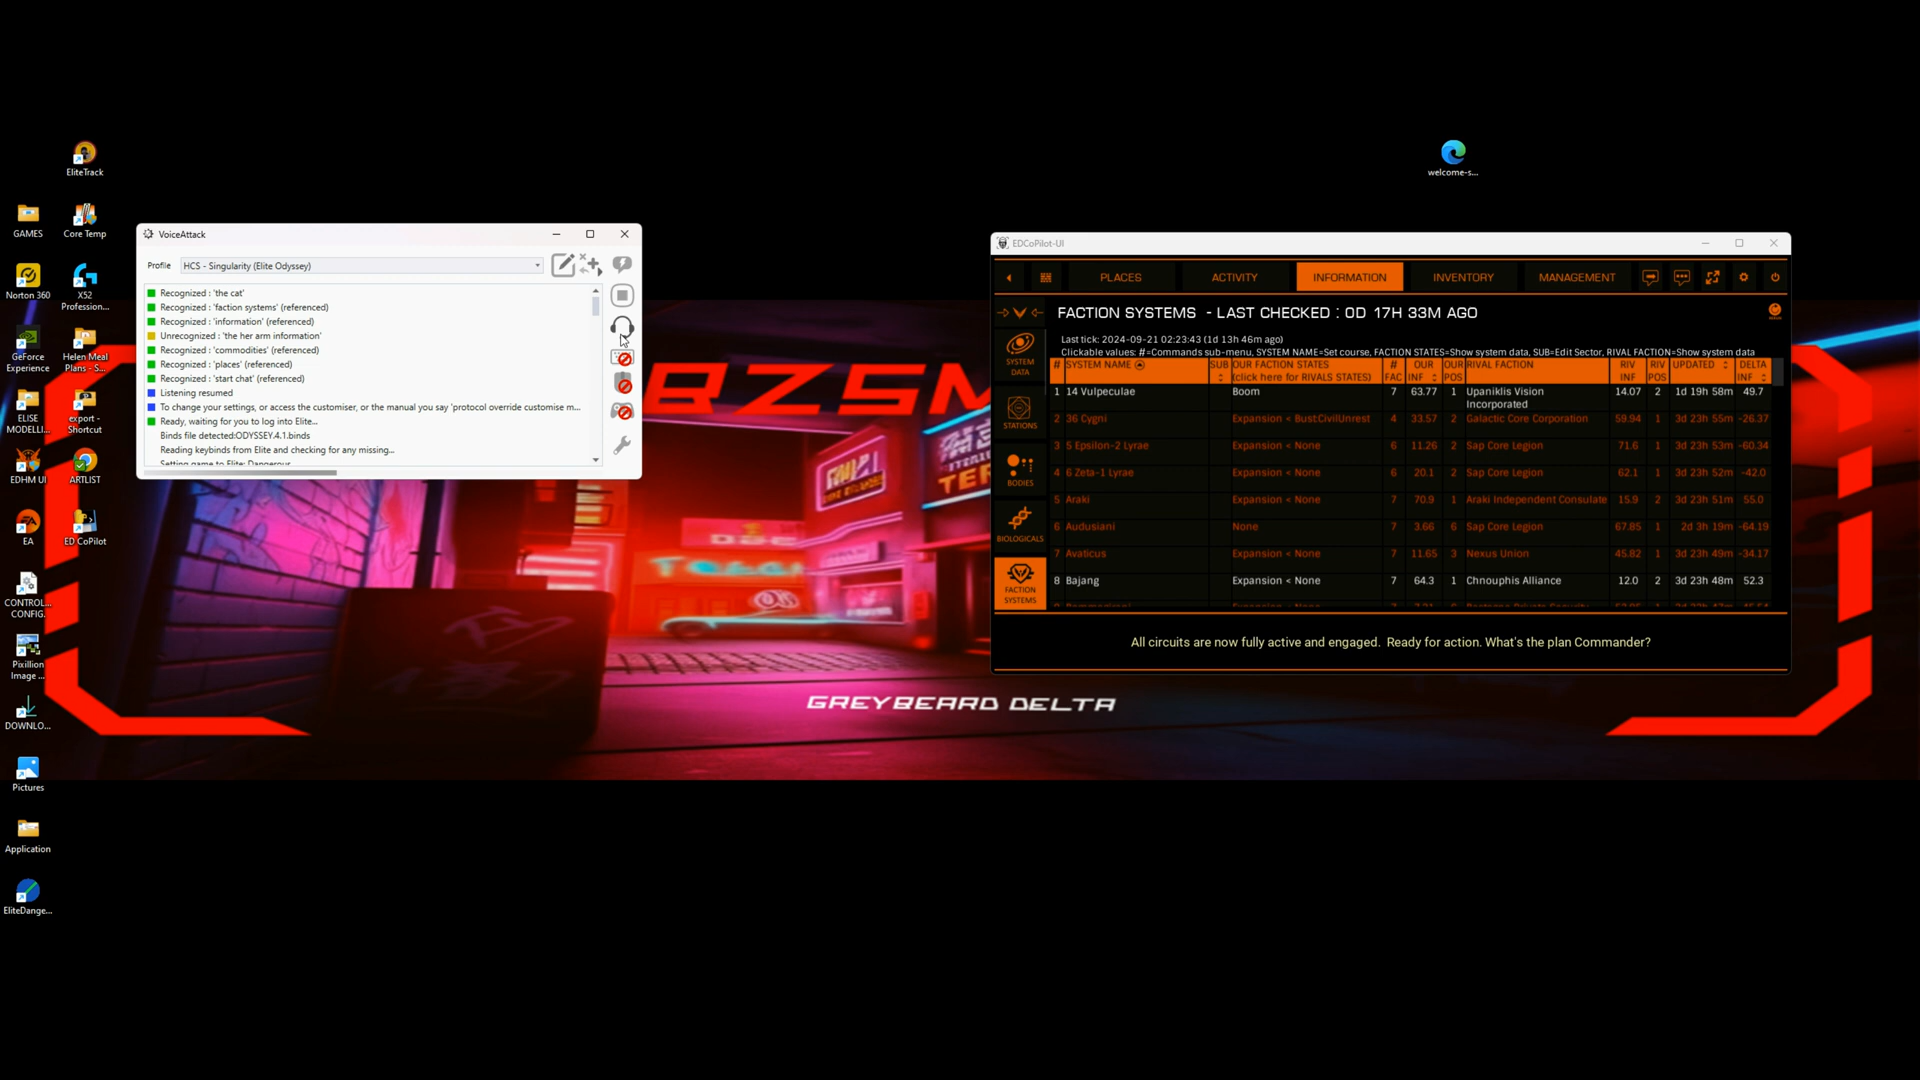 EliteTrack
welcome-s...
GAMES
Core Temp
Norton 360
X52
Profession...
GeForce
Experience
Helen Meal
Plans - S...
ELISE
MODELLI...
export -
Shortcut
EDHM UI
ARTLIST
EA
ED CoPilot
CONTROL...
CONFIG.
Pixillion
Image ...
DOWNLO...
Pictures
Application
EliteDange...
VoiceAttack
Profile HCS - Singularity (Elite Odyssey)
Recognized : 'the cat'
Recognized : 'faction systems' (referenced)
Recognized : 'information' (referenced)
Unrecognized : 'the her arm information'
Recognized : 'commodities' (referenced)
Recognized : 'places' (referenced)
Recognized : 'start chat' (referenced)
Listening resumed
To change your settings, or access the customiser, or the manual you say 'protocol override customise m...
Ready, waiting for you to log into Elite...
Binds file detected:ODYSSEY.4.1.binds
Reading keybinds from Elite and checking for any missing...
Setting game to Elite: Dangerous
BZSM
GREYBEARD DELTA
EDCoPilot-UI
PLACES ACTIVITY INFORMATION INVENTORY MANAGEMENT
FACTION SYSTEMS - LAST CHECKED : 0D 17H 33M AGO
Last tick: 2024-09-21 02:23:43 (1d 13h 46m ago)
Clickable values: #=Commands sub-menu, SYSTEM NAME=Set course, FACTION STATES=Show system data, SUB=Edit Sector, RIVAL FACTION=Show system data
SYSTEM
DATA
STATIONS
BODIES
BIOLOGICALS
FACTION
SYSTEMS
# SYSTEM NAME SUB OUR FACTION STATES # OUR OUR RIVAL FACTION RIV RIV UPDATED DELTA
(click here for RIVALS STATES) FAC INF POS INF POS INF
1 14 Vulpeculae Boom 7 63.77 1 Upaniklis Vision 14.07 2 1d 19h 58m 49.7
Incorporated
2 36 Cygni Expansion < BustCivilUnrest 4 33.57 2 Galactic Core Corporation 59.94 1 3d 23h 55m -26.37
3 5 Epsilon-2 Lyrae Expansion < None 6 11.26 2 Sap Core Legion 71.6 1 3d 23h 53m -60.34
4 6 Zeta-1 Lyrae Expansion < None 6 20.1 2 Sap Core Legion 62.1 1 3d 23h 52m -42.0
5 Araki Expansion < None 7 70.9 1 Araki Independent Consulate 15.9 2 3d 23h 51m 55.0
6 Audusiani None 7 3.66 6 Sap Core Legion 67.85 1 2d 3h 19m -64.19
7 Avaticus Expansion < None 7 11.65 3 Nexus Union 45.82 1 3d 23h 49m -34.17
8 Bajang Expansion < None 7 64.3 1 Chnouphis Alliance 12.0 2 3d 23h 48m 52.3
All circuits are now fully active and engaged. Ready for action. What's the plan Commander?